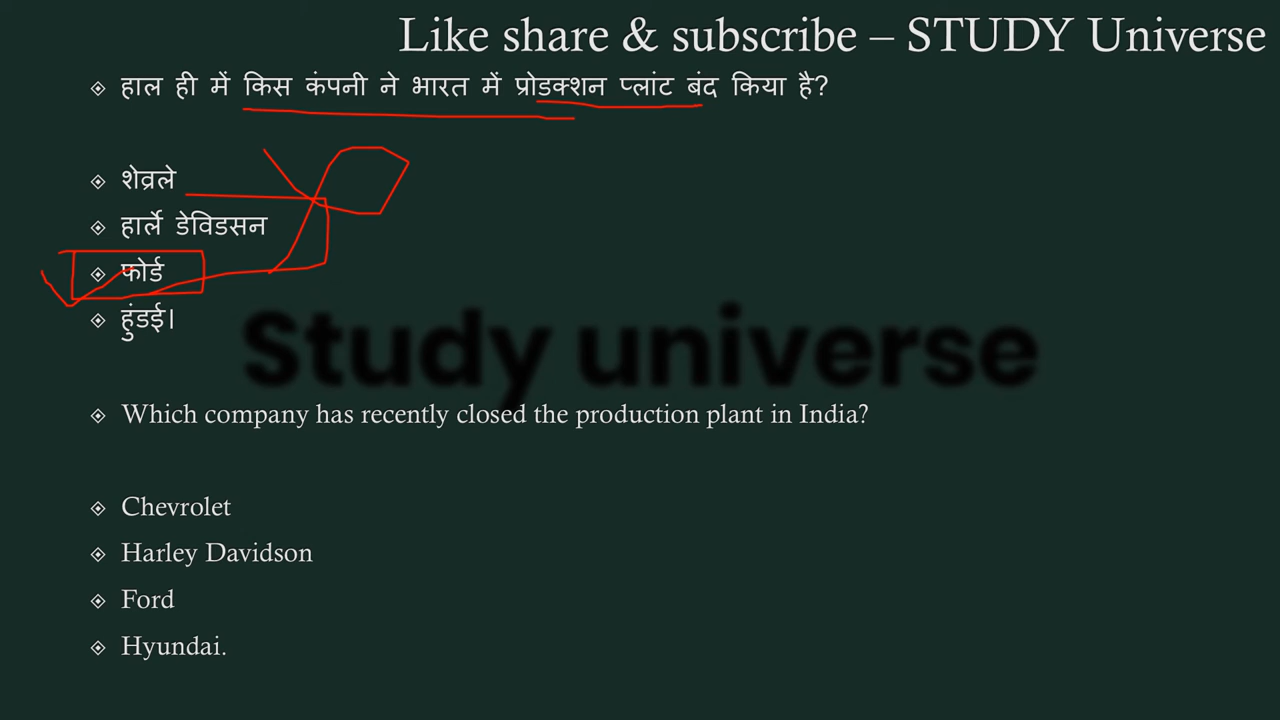 Like share & subscribe – STUDY Universe
हाल ही में किस कंपनी ने भारत में प्रोडक्शन प्लांट बंद किया है?
शेव्रले
हार्ले डेविडसन
फोर्ड
हुंडई।
Study universe
Which company has recently closed the production plant in India?
Chevrolet
Harley Davidson
Ford
Hyundai.